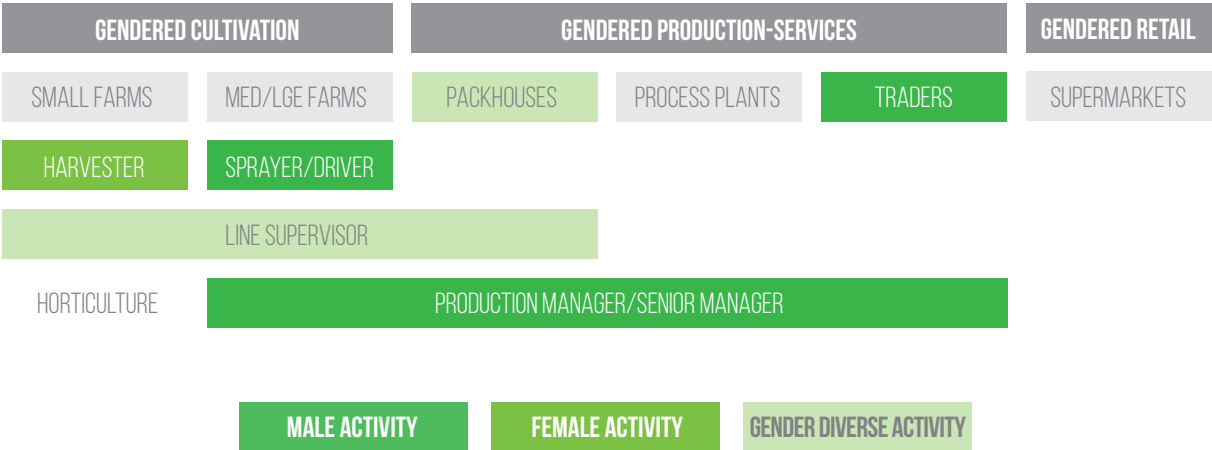 GENDERED CULTIVATION
GENDERED PRODUCTION-SERVICES
GENDERED RETAIL
SMALL FARMS
MED/LGE FARMS
PACKHOUSES
PROCESS PLANTS
TRADERS
SUPERMARKETS
HARVESTER
SPRAYER/DRIVER
LINE SUPERVISOR
HORTICULTURE
PRODUCTION MANAGER/SENIOR MANAGER
MALE ACTIVITY
FEMALE ACTIVITY
GENDER DIVERSE ACTIVITY